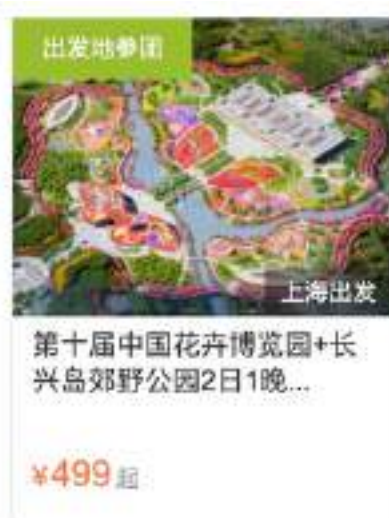 出发地参团
上海出发
第十届中国花卉博览园+长
兴岛郊野公园2日1晚...
¥499起